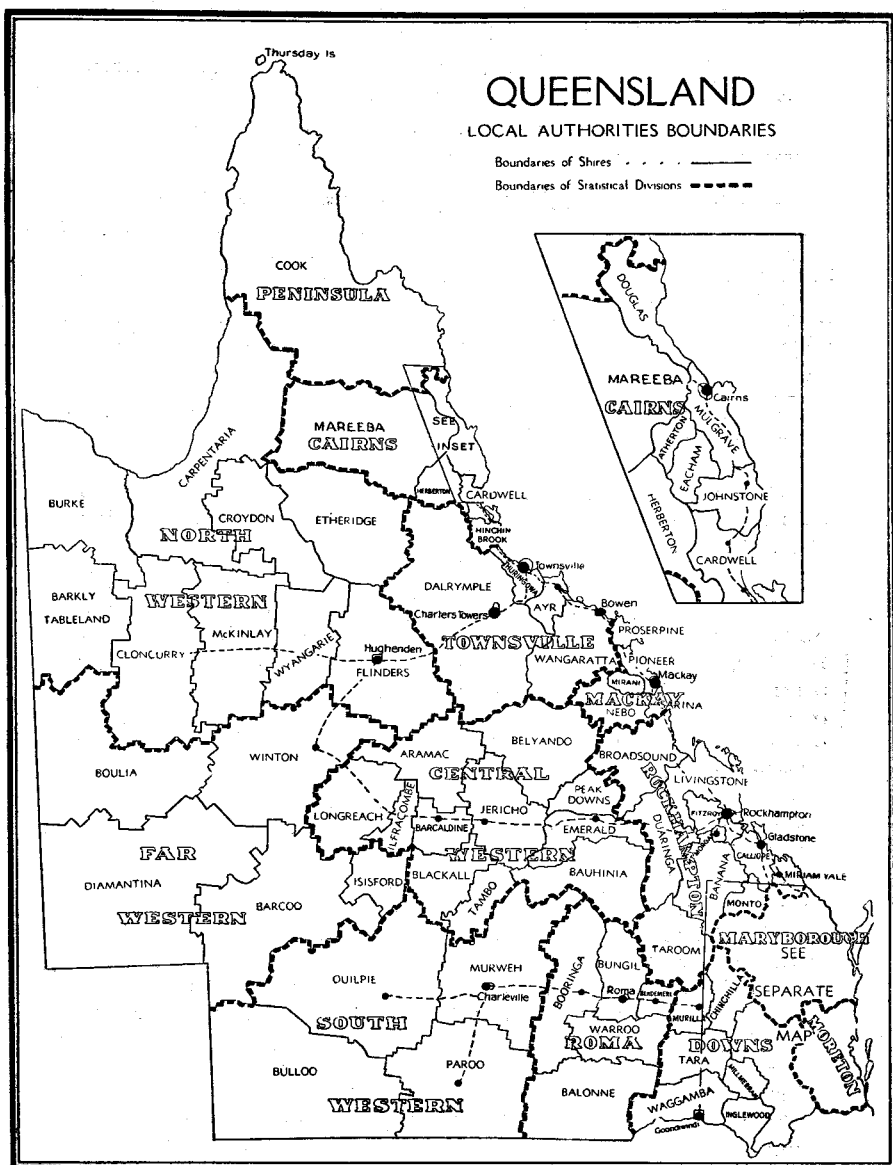 Thursday Is
QUEENSLAND
LOCAL AUTHORITIES BOUNDARIES
Boundaries of Shires
Boundaries of Statistical Divisions
COOK
PENINSULA
DOUGLAS
MAREEBA
CAIRNS
Cairns
MULGRAVE
ATHERTON
EACHAM
JOHNSTONE
HERBERTON
CARDWELL
CARPENTARIA
MAREEBA
CAIRNS
SEE
INSET
HERBERTON
CARDWELL
BURKE
CROYDON
NORTH
ETHERIDGE
HINCHIN
BROOK
THURINGOWA
Townsville
BARKLY
TABLELAND
WESTERN
McKINLAY
DALRYMPLE
Charters Towers
AYR
Bowen
PROSERPINE
CLONCURRY
WYANGARIE
Hughenden
FLINDERS
TOWNSVILLE
WANGARATTA
PIONEER
MIRANI
Mackay
MACKAY
NEBO
BOULIA
WINTON
ARAMAC
BELYANDO
BROADSOUND
CENTRAL
LIVINGSTONE
LONGREACH
ILFRACOMBE
BARCALDINE
JERICHO
PEAK
DOWNS
EMERALD
DUARINGA
ROCKHAMPTON
FITZROY
Rockhampton
Gladstone
CALLIOPE
FAR
WESTERN
DIAMANTINA
WESTERN
BARCOO
ISISFORD
BLACKALL
TAMBO
BAUHINIA
BANANA
MIRIAM VALE
MONTO
MARYBOROUGH
SEE
SEPARATE
MAP
QUILPIE
SOUTH
MURWEH
Charleville
BOORINGA
BUNGIL
Roma
BENDEMERE
TAROOM
MURILLA
CHINCHILLA
WARROO
ROMA
DOWNS
TARA
MORETON
BULLOO
PAROO
WESTERN
BALONNE
MILLMERRAN
WAGGAMBA
Goondiwindi
INGLEWOOD